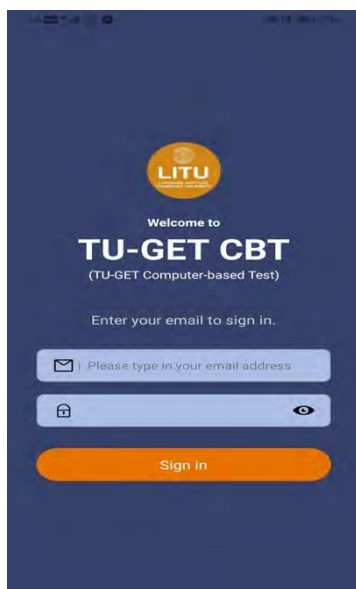 LITU
Welcome to
TU-GET CBT
(TU-GET Computer-based Test)
Enter your email to sign in.
Please type in your email address
Sign in